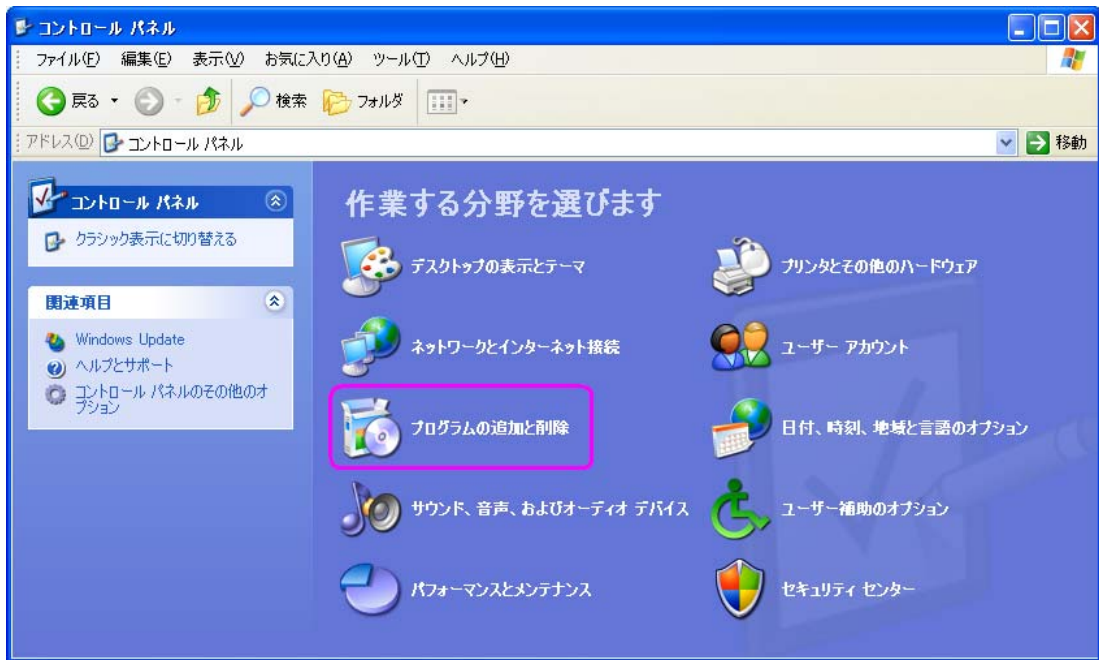 コントロール パネル
ファイル(F) 編集(E) 表示(V) お気に入り(A) ツール(T) ヘルプ(H)
戻る 検索 フォルダ
アドレス(D) コントロール パネル 移動
コントロール パネル
クラシック表示に切り替える
関連項目
Windows Update
ヘルプとサポート
コントロール パネルのその他のオ
プション
作業する分野を選びます
デスクトップの表示とテーマ
プリンタとその他のハードウェア
ネットワークとインターネット接続
ユーザー アカウント
プログラムの追加と削除
日付、時刻、地域と言語のオプション
サウンド、音声、およびオーディオ デバイス
ユーザー補助のオプション
パフォーマンスとメンテナンス
セキュリティ センター